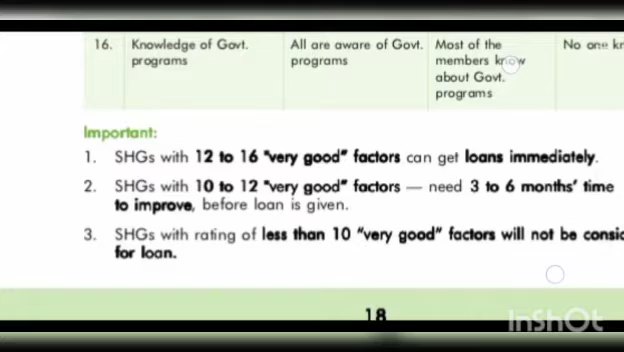 16. Knowledge of Govt. All are aware of Govt. Most of the No one
programs programs members know
about Govt.
programs
Important:
1. SHGs with 12 to 16 "very good" factors can get loans immediately.
2. SHGs with 10 to 12 "very good" factors — need 3 to 6 months' time
to improve, before loan is given.
3. SHGs with rating of less than 10 "very good" factors will not be
for loan.
18
InShOt